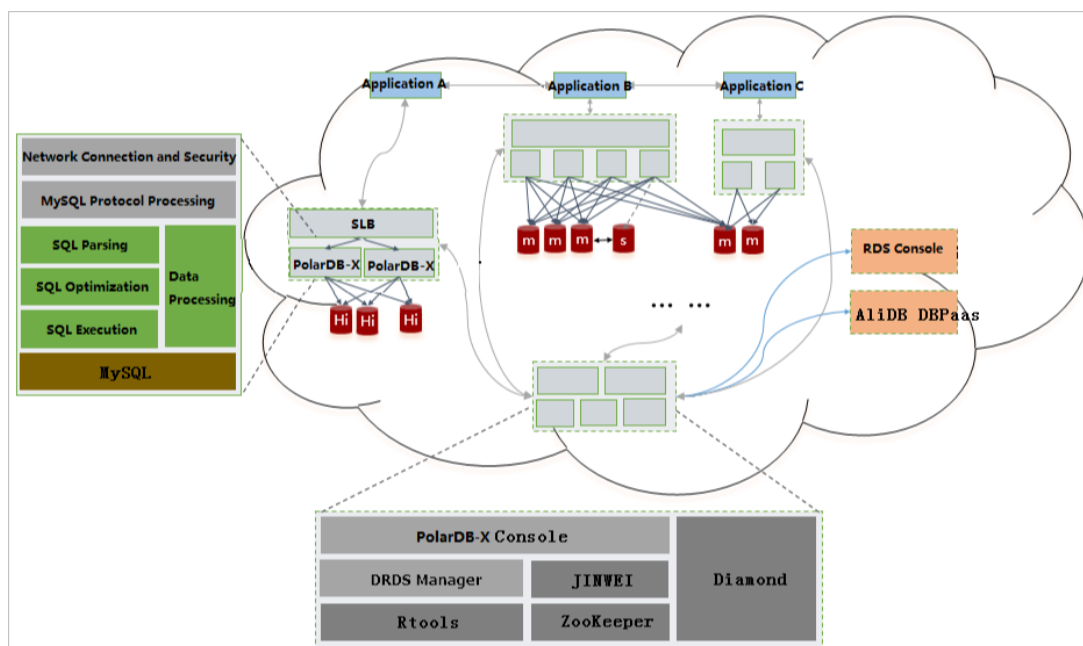 Application A
Application B
Application C
Network Connection and Security
MySQL Protocol Processing
SQL Parsing
SQL Optimization
SQL Execution
Data
Processing
MySQL
SLB
PolarDB-X
PolarDB-X
Hi
Hi
Hi
m
m
m
s
m
m
... ...
RDS Console
AliDB DBPaas
PolarDB-X Console
DRDS Manager
JINWEI
Diamond
Rtools
ZooKeeper